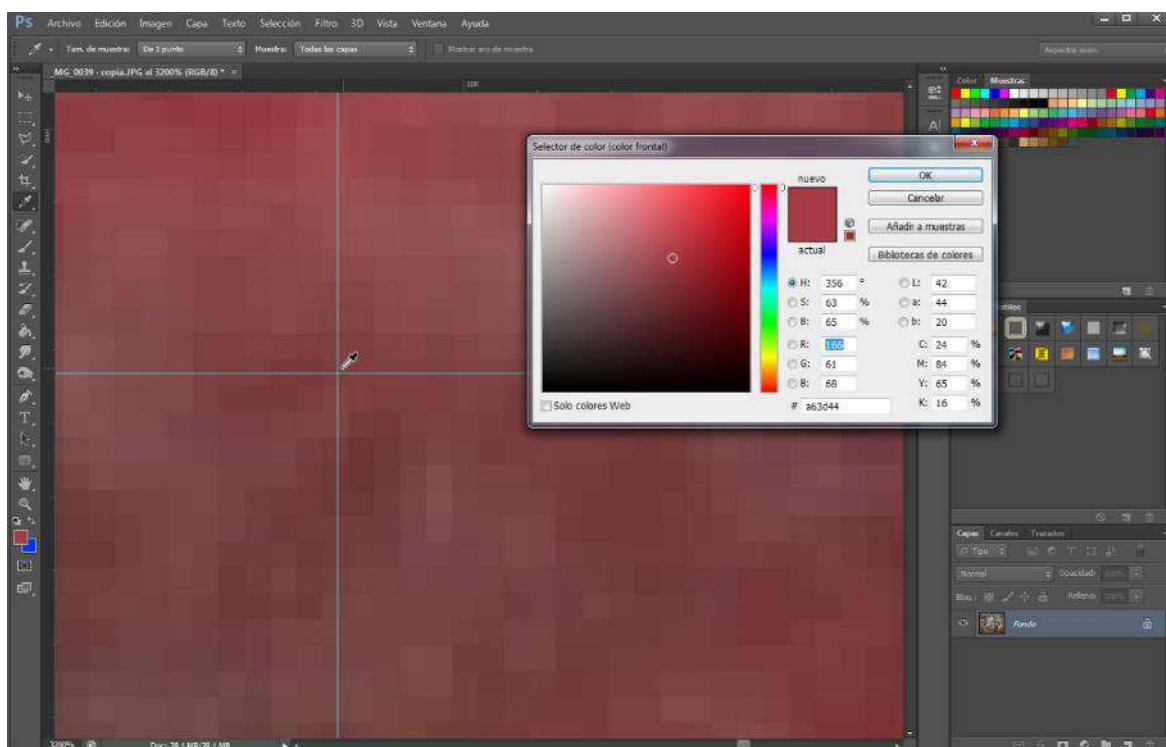 Ps Archivo Edición Imagen Capa Texto Selección Filtro 3D Vista Ventana Ayuda
Tam. de muestra: De 1 punto Muestra: Todas las capas Mostrar aro de muestra
_MG_0039 - copia.JPG al 3200% (RGB/8) * ×
Color Muestras
Selector de color (color frontal)
nuevo
actual
OK
Cancelar
Añadir a muestras
Bibliotecas de colores
H: 356 °
S: 63 %
B: 65 %
R: 166
G: 61
B: 68
L: 42
a: 44
b: 20
C: 24 %
M: 84 %
Y: 65 %
K: 16 %
Solo colores Web
# a63d44
Capas Canales Trazados
Tipo
Normal Opacidad:
Bloq.: Relleno:
Fondo
3200%